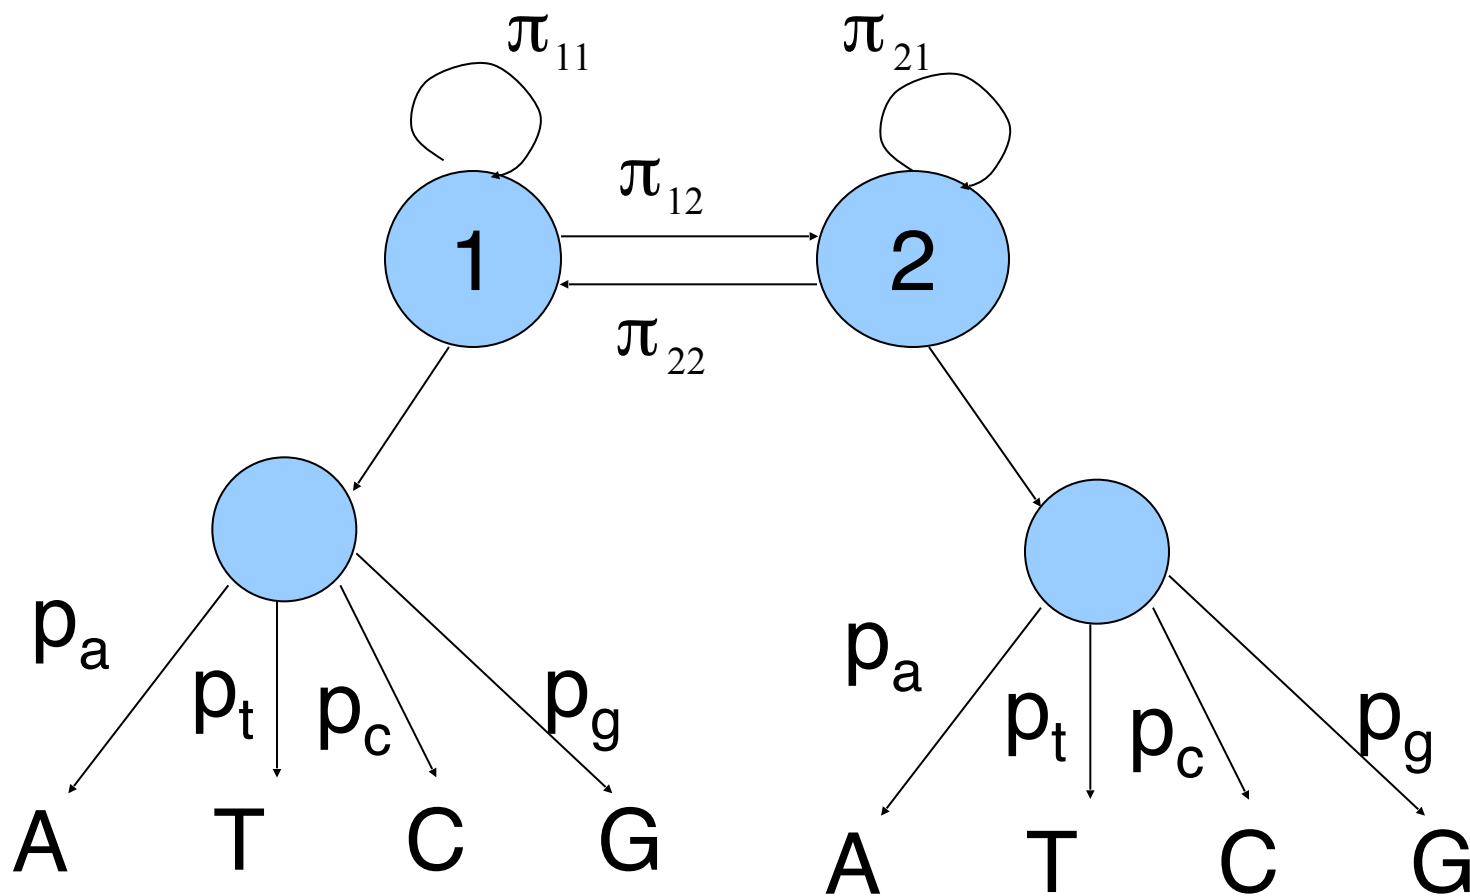 π11 π21
π12
1 2
π22
pa pa
pt pc pg pt pc pg
A T C G A T C G